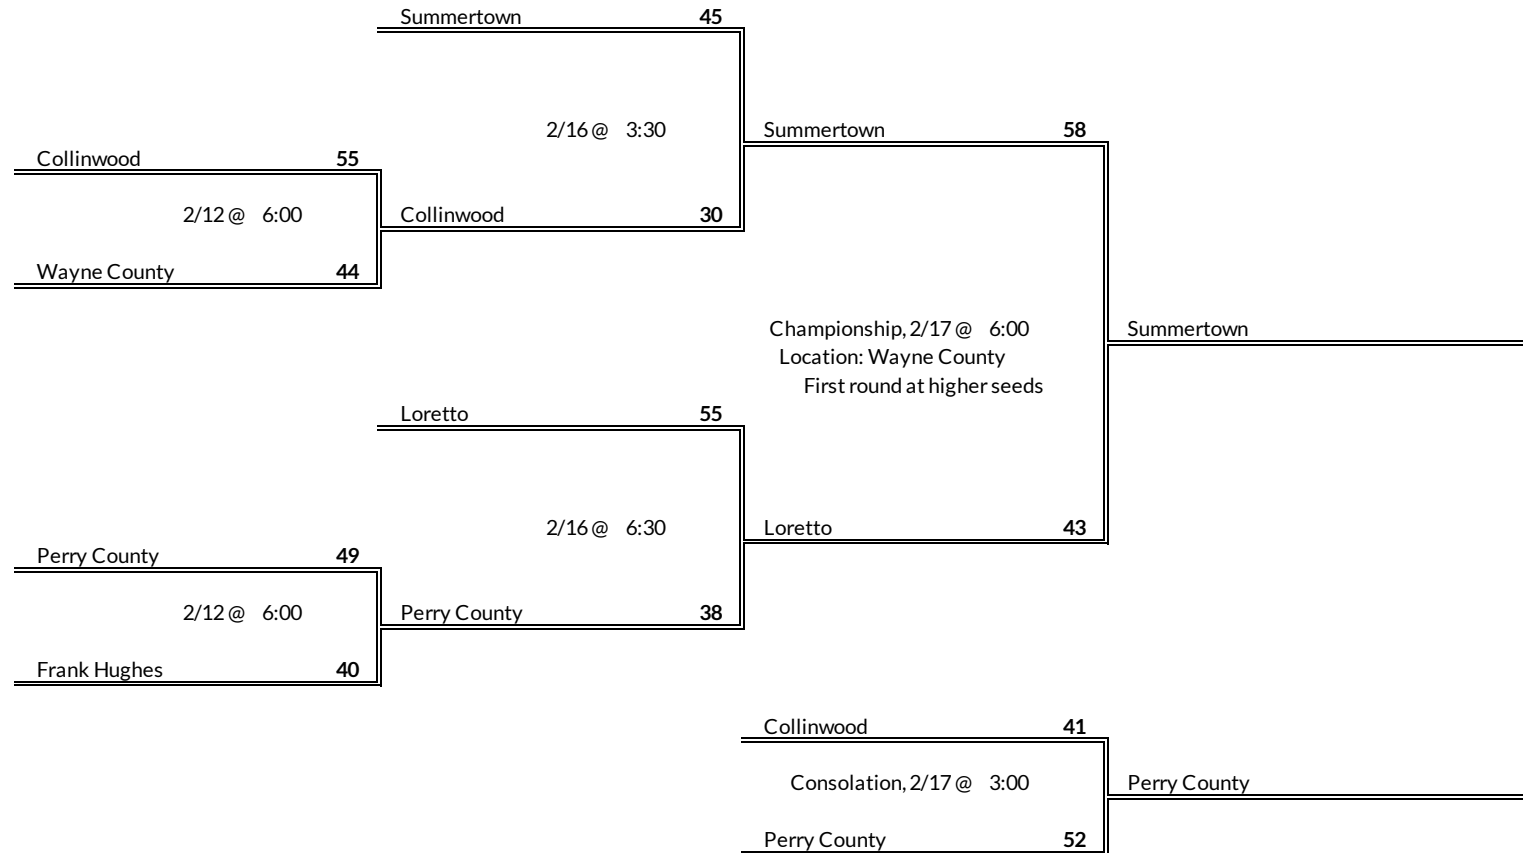 Summertown 45
2/16 @ 3:30
Summertown 58
Collinwood 55
2/12 @ 6:00
Collinwood 30
Wayne County 44
Championship, 2/17 @ 6:00
Summertown
Location: Wayne County
First round at higher seeds
Loretto 55
2/16 @ 6:30
Loretto 43
Perry County 49
2/12 @ 6:00
Perry County 38
Frank Hughes 40
Collinwood 41
Consolation, 2/17 @ 3:00
Perry County
Perry County 52